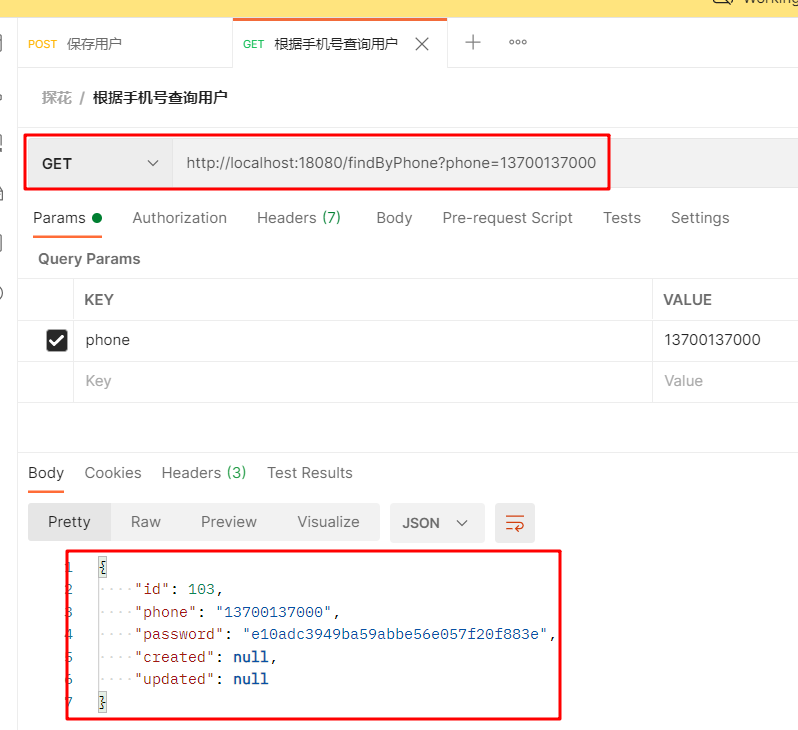 Working
POST 保存用户
GET 根据手机号查询用户
探花 / 根据手机号查询用户
GET http://localhost:18080/findByPhone?phone=13700137000
Params Authorization Headers (7) Body Pre-request Script Tests Settings
Query Params
KEY VALUE
phone 13700137000
Key Value
Body Cookies Headers (3) Test Results
Pretty Raw Preview Visualize JSON
1 {
2 "id": 103,
3 "phone": "13700137000",
4 "password": "e10adc3949ba59abbe56e057f20f883e",
5 "created": null,
6 "updated": null
7 }